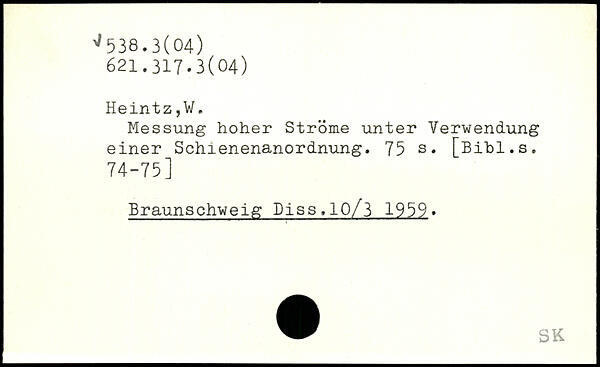 √538.3(04)
621.317.3(04)
Heintz,W.
Messung hoher Ströme unter Verwendung
einer Schienenanordnung. 75 s. [Bibl.s.
74-75]
Braunschweig Diss.10/3 1959.
SK